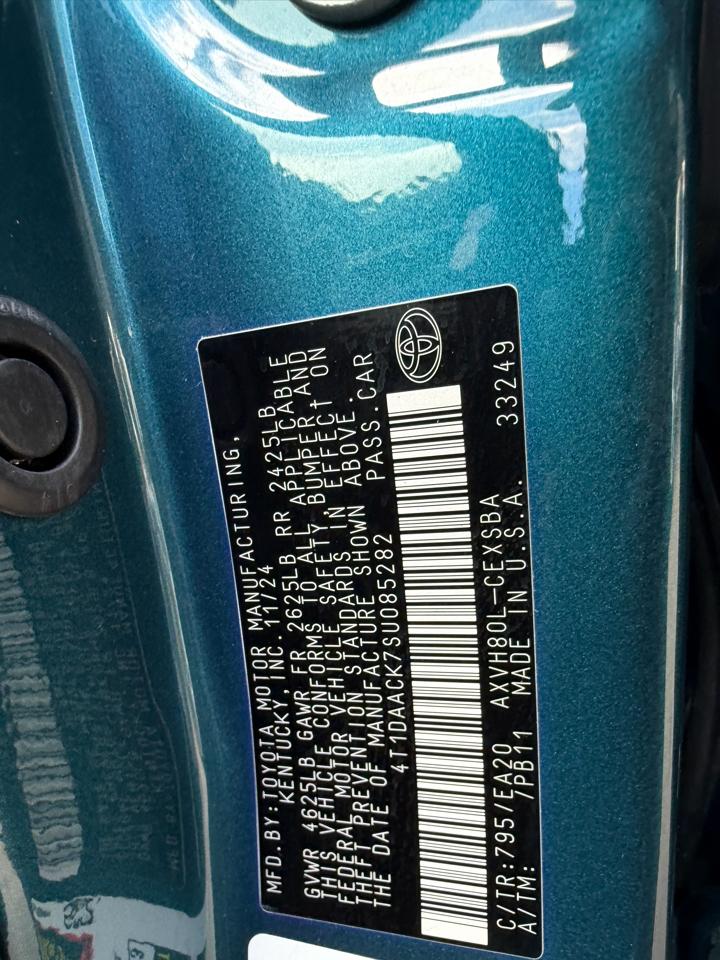 MFD.BY:TOYOTA MOTOR MANUFACTURING,
KENTUCKY, INC. 11/24
GVWR 4625LB GAWR FR 2625LB RR 2425LB
THIS VEHICLE CONFORMS TO ALL APPLICABLE
FEDERAL MOTOR VEHICLE SAFETY BUMPER, AND
THEFT PREVENTION STANDARDS IN EFFECT ON
THE DATE OF MANUFACTURE SHOWN ABOVE.
4T1DAACK7SU085282 PASS.CAR
C/TR:795/EA20 AXVH80L-CEXSBA 33249
A/TM: /PB11 MADE IN U.S.A.